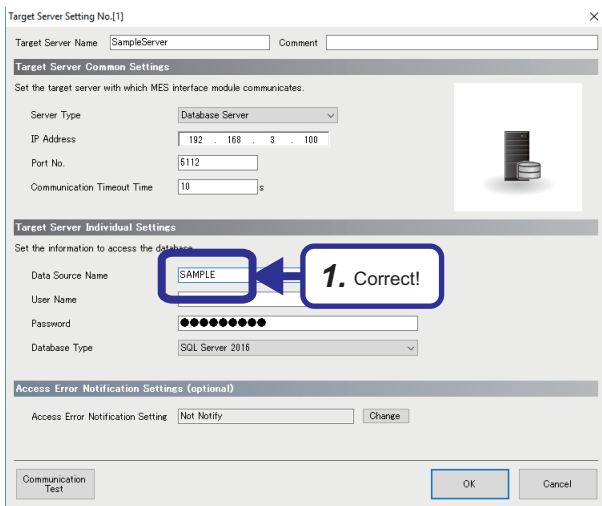 Target Server Setting No.[1]
Target Server Name SampleServer Comment
Target Server Common Settings
Set the target server with which MES interface module communicates.
Server Type Database Server
IP Address 192 . 168 . 3 . 100
Port No. 5112
Communication Timeout Time 10 s
Target Server Individual Settings
Set the information to access the database.
Data Source Name SAMPLE
1. Correct!
User Name
Password ●●●●●●●●●
Database Type SQL Server 2016
Access Error Notification Settings (optional)
Access Error Notification Setting Not Notify Change
Communication
Test
OK Cancel